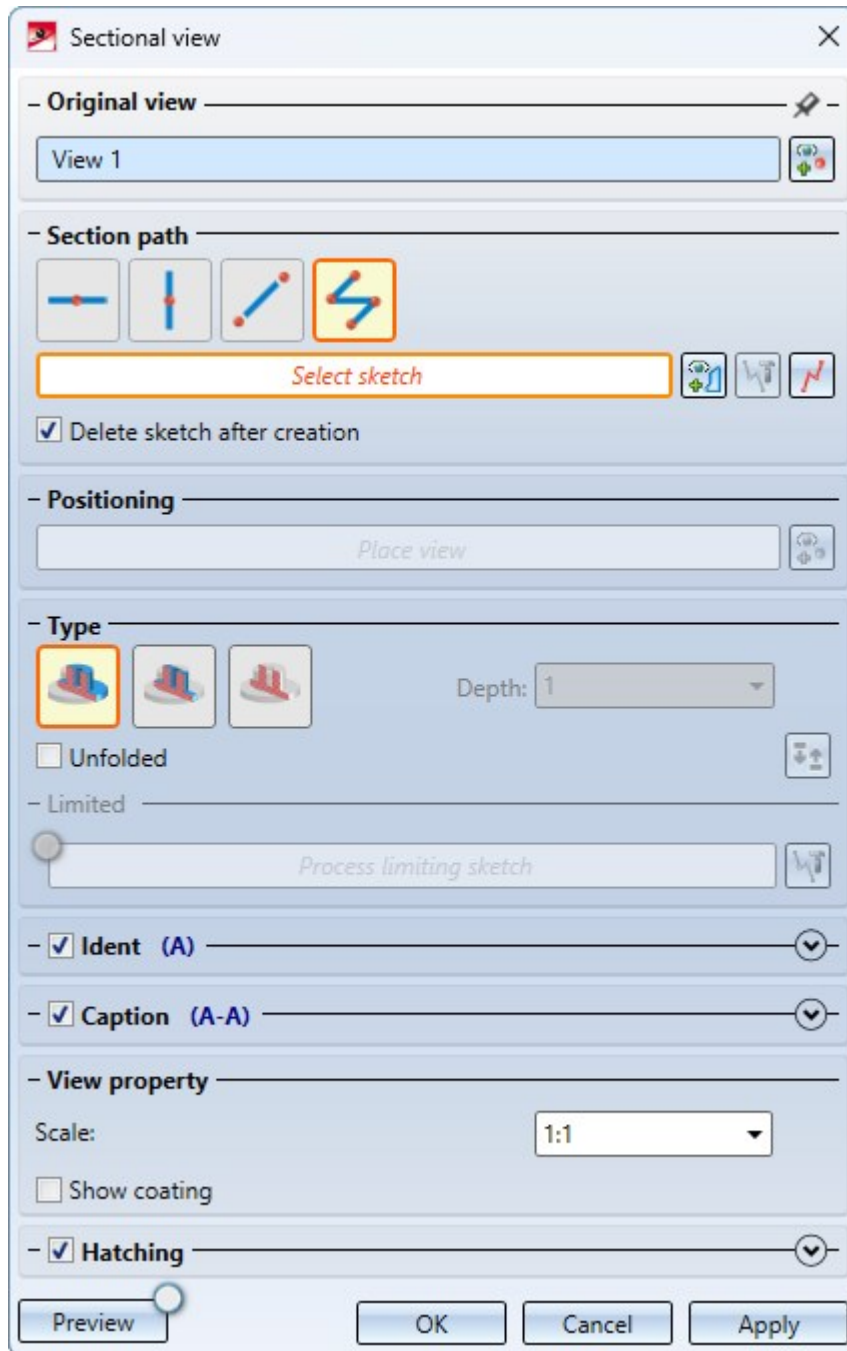 Sectional view
Original view
View 1
Section path
Select sketch
Delete sketch after creation
Positioning
Place view
Type
Depth: 1
Unfolded
Limited
Process limiting sketch
Ident (A)
Caption (A-A)
View property
Scale: 1:1
Show coating
Hatching
Preview OK Cancel Apply